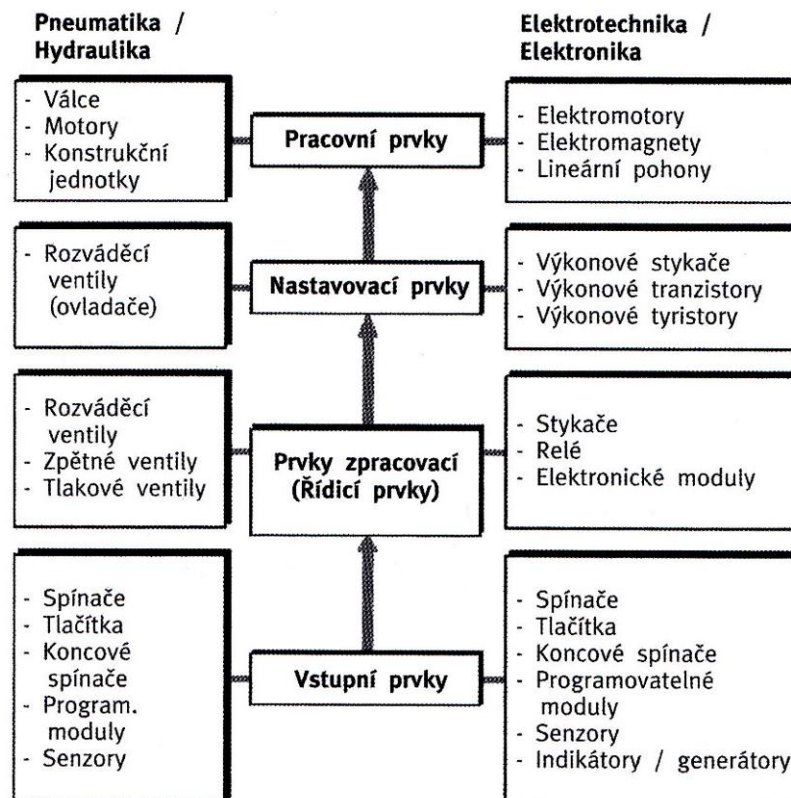 Pneumatika /
Hydraulika
Elektrotechnika /
Elektronika
- Válce
- Motory
- Konstrukční
jednotky
Pracovní prvky
- Elektromotory
- Elektromagnety
- Lineární pohony
- Rozváděcí
ventily
(ovladače)
Nastavovací prvky
- Výkonové stykače
- Výkonové tranzistory
- Výkonové tyristory
- Rozváděcí
ventily
- Zpětné ventily
- Tlakové ventily
Prvky zpracovací
(Řídicí prvky)
- Stykače
- Relé
- Elektronické moduly
- Spínače
- Tlačítka
- Koncové
spínače
- Program.
moduly
- Senzory
Vstupní prvky
- Spínače
- Tlačítka
- Koncové spínače
- Programovatelné
moduly
- Senzory
- Indikátory / generátory